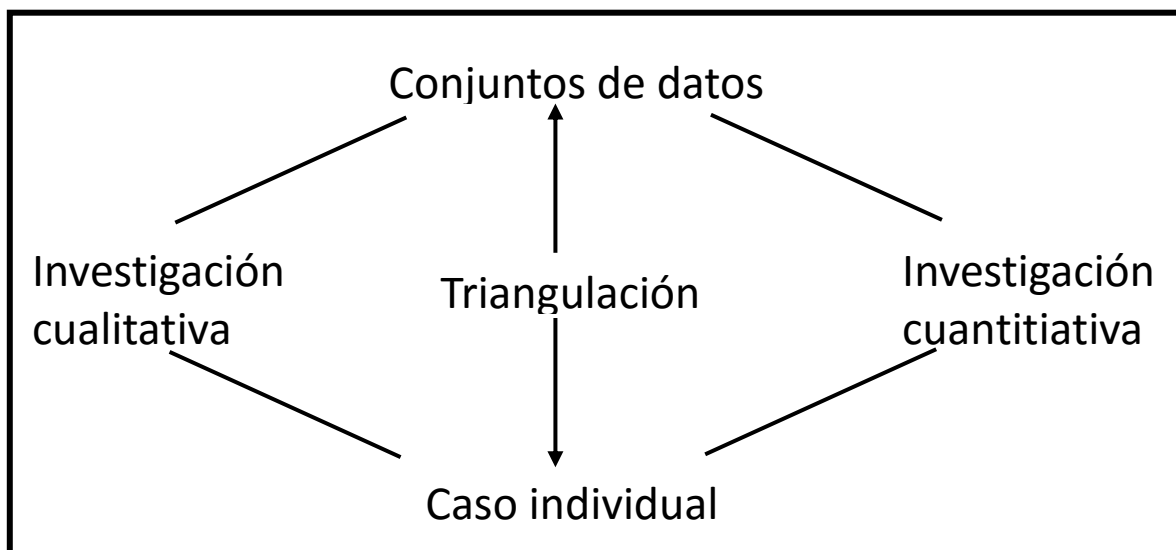 Conjuntos de datos
Investigación
cualitativa
Triangulación
Investigación
cuantitiativa
Caso individual